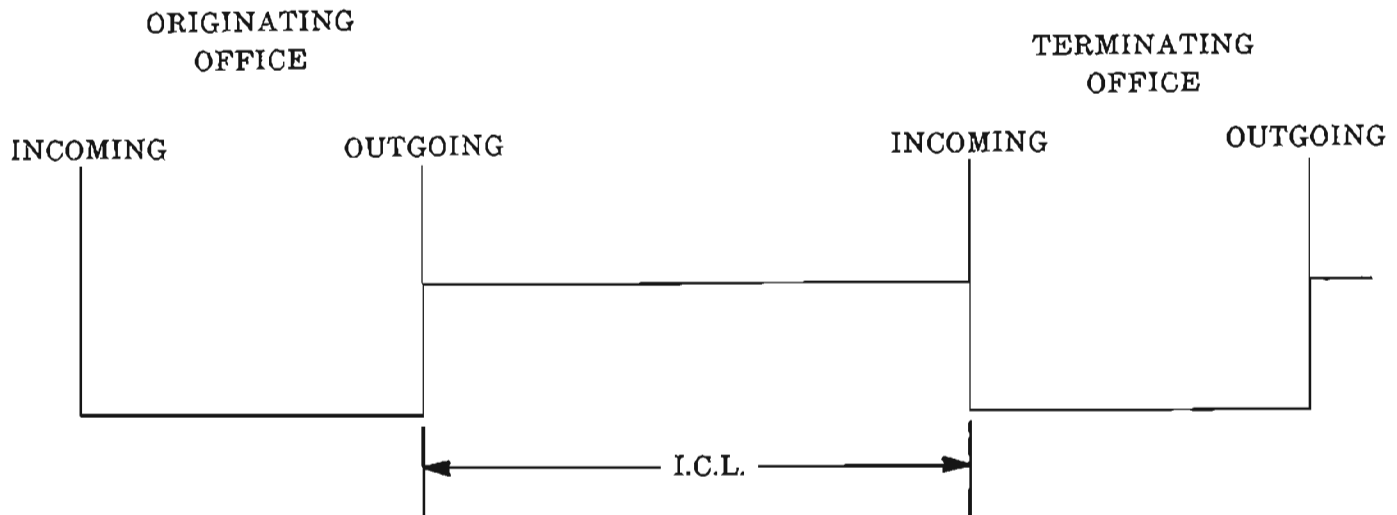 ORIGINATING
OFFICE
TERMINATING
OFFICE
INCOMING
OUTGOING
INCOMING
OUTGOING
I.C.L.